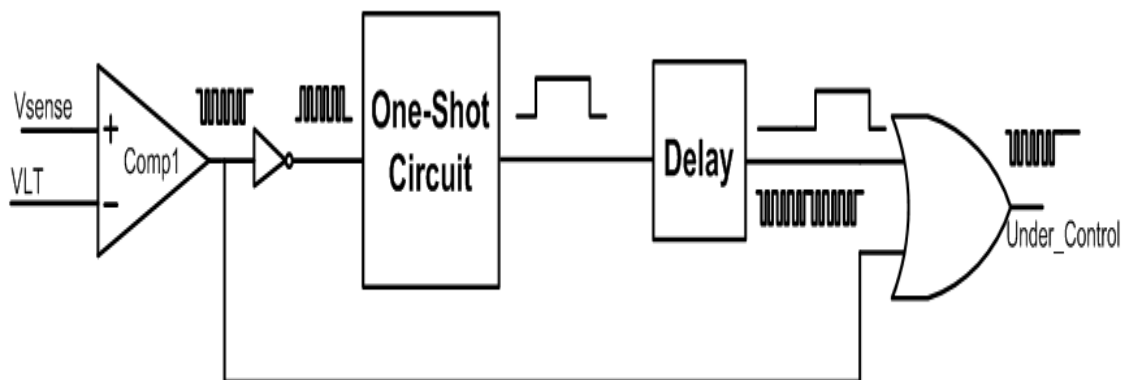 Vsense
+
Comp1
VLT
−
One-Shot
Circuit
Delay
Under_Control